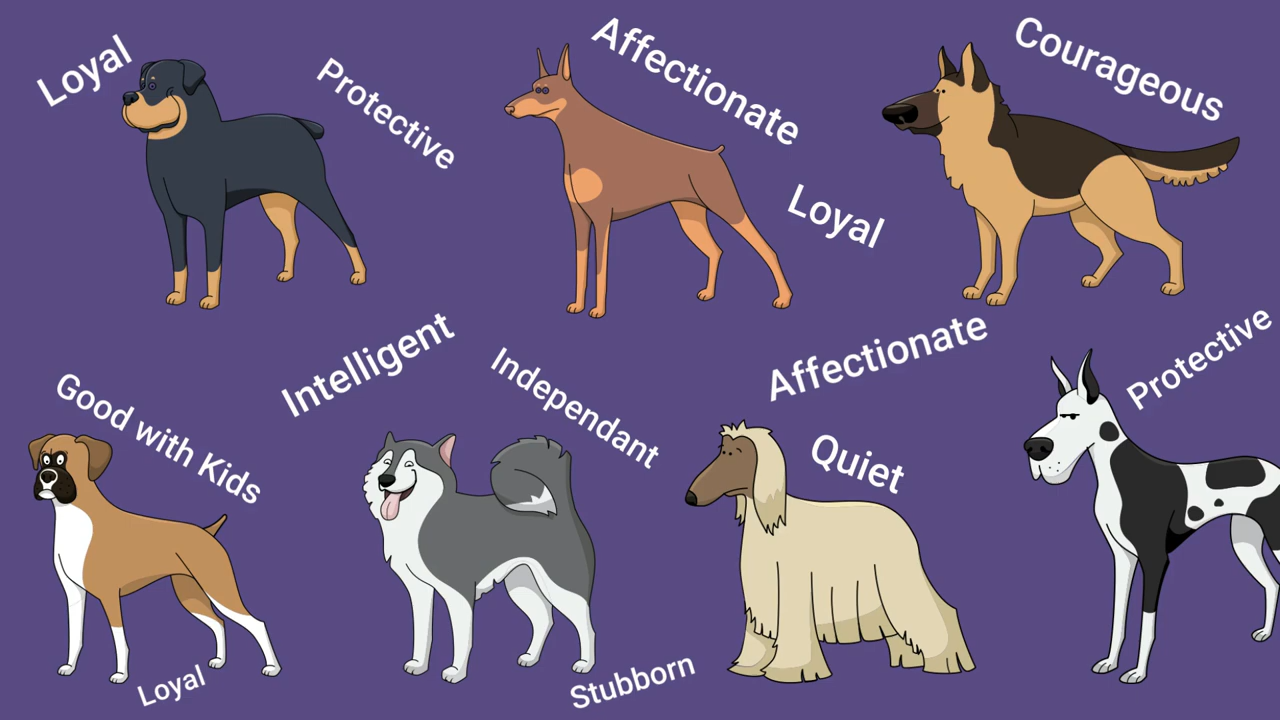 Loyal
Protective
Affectionate
Loyal
Courageous
Good with Kids
Intelligent
Independant
Affectionate
Quiet
Protective
Loyal
Stubborn